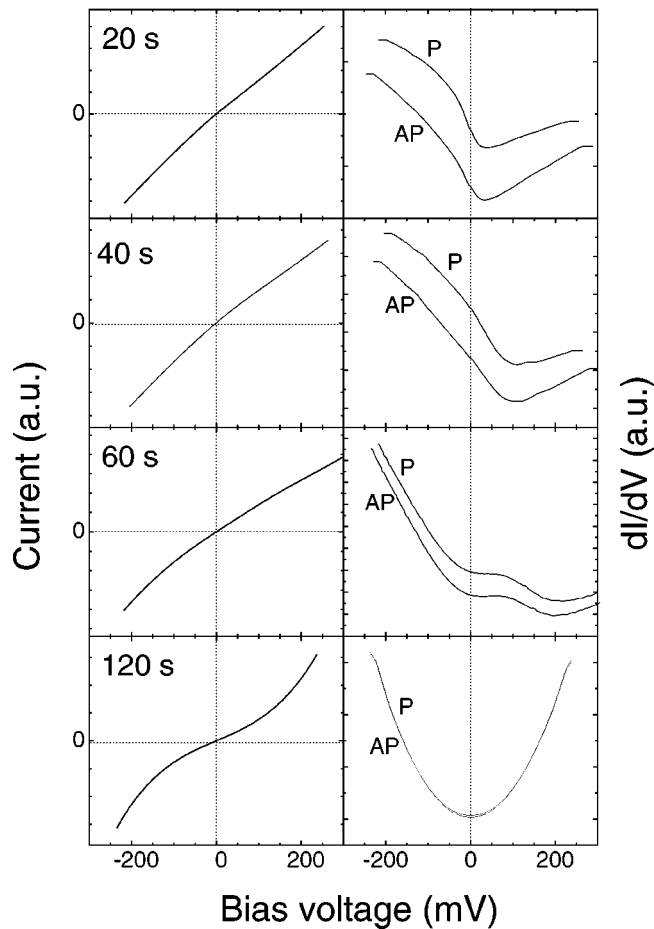 20 s
P
AP
0
40 s
P
AP
0
60 s
P
AP
0
120 s
P
AP
0
-200 0 200 -200 0 200
Bias voltage (mV)
Current (a.u.)
dI/dV (a.u.)